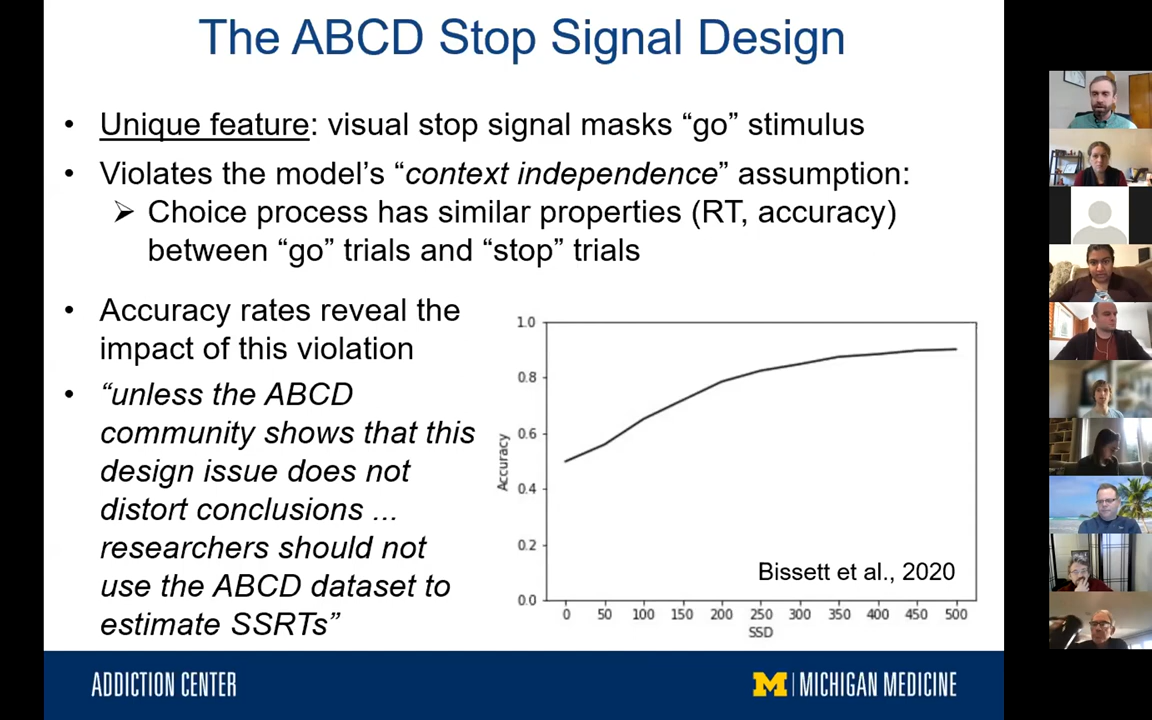 The ABCD Stop Signal Design
• Unique feature: visual stop signal masks “go” stimulus
• Violates the model’s “context independence” assumption:
➢ Choice process has similar properties (RT, accuracy)
between “go” trials and “stop” trials
• Accuracy rates reveal the
impact of this violation
• “unless the ABCD
community shows that this
design issue does not
distort conclusions ...
researchers should not
use the ABCD dataset to
estimate SSRTs”
1.0
0.8
0.6
0.4
0.2
0.0
Accuracy
0 50 100 150 200 250 300 350 400 450 500
SSD
Bissett et al., 2020
ADDICTION CENTER
M | MICHIGAN MEDICINE